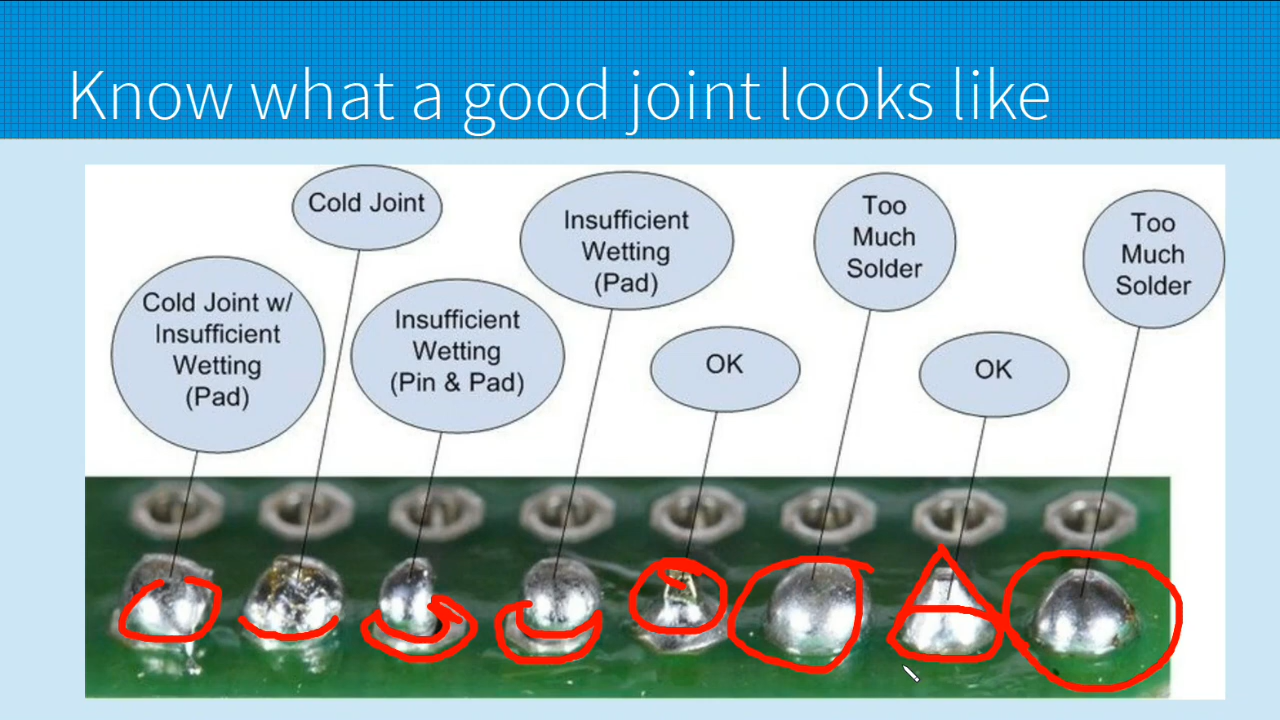 Know what a good joint looks like
Cold Joint w/
Insufficient
Wetting
(Pad)
Cold Joint
Insufficient
Wetting
(Pin & Pad)
Insufficient
Wetting
(Pad)
OK
Too
Much
Solder
OK
Too
Much
Solder